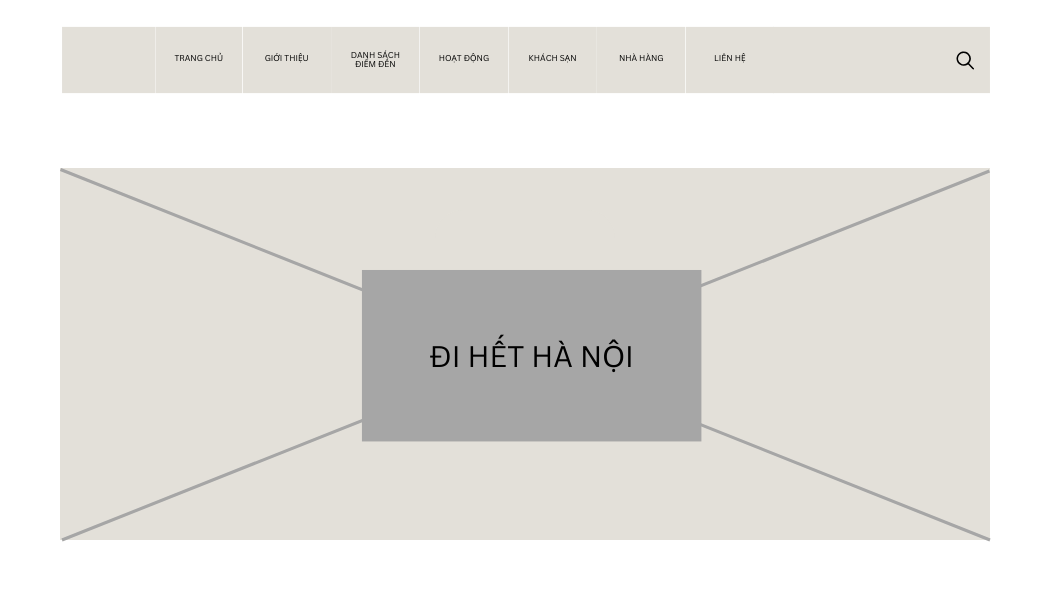 TRANG CHỦ
GIỚI THIỆU
DANH SÁCH
ĐIỂM ĐẾN
HOẠT ĐỘNG
KHÁCH SẠN
NHÀ HÀNG
LIÊN HỆ
ĐI HẾT HÀ NỘI